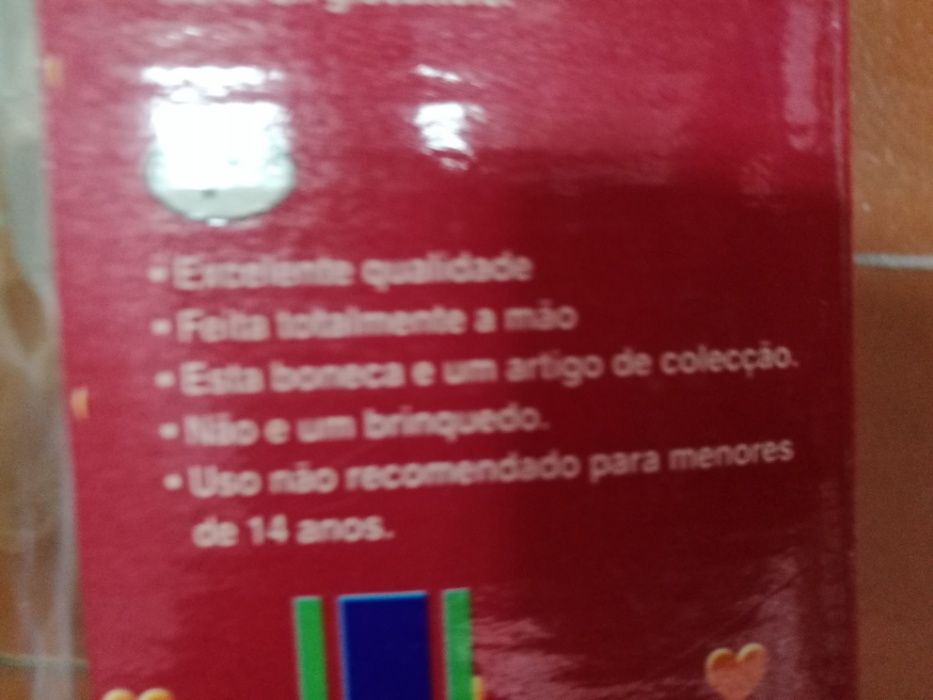 • Excelente qualidade
• Feita totalmente a mão
• Esta boneca e um artigo de colecção.
• Não e um brinquedo.
• Uso não recomendado para menores
de 14 anos.